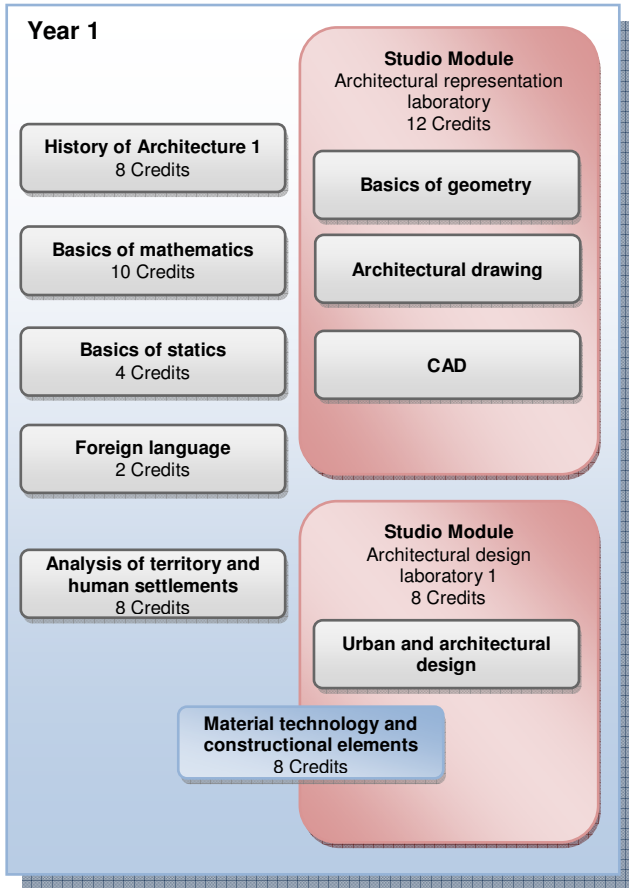 Year 1
History of Architecture 1
8 Credits
Basics of mathematics
10 Credits
Basics of statics
4 Credits
Foreign language
2 Credits
Analysis of territory and
human settlements
8 Credits
Studio Module
Architectural representation
laboratory
12 Credits
Basics of geometry
Architectural drawing
CAD
Studio Module
Architectural design
laboratory 1
8 Credits
Urban and architectural
design
Material technology and
constructional elements
8 Credits